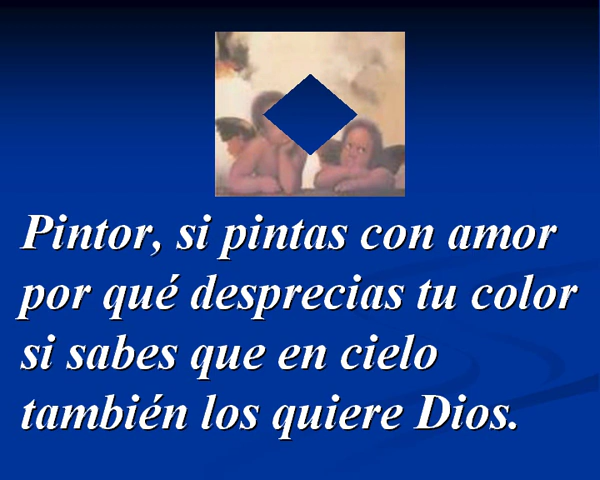 Pintor, si pintas con amor
por qué desprecias tu color
si sabes que en cielo
también los quiere Dios.